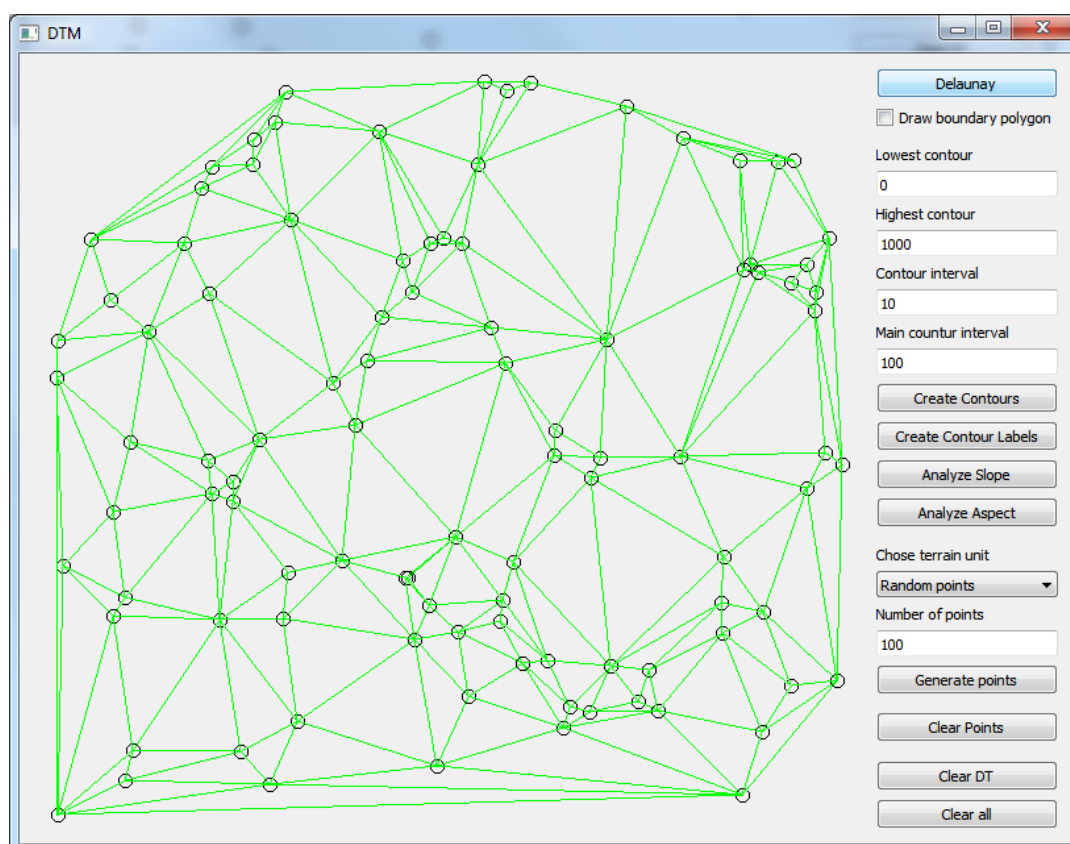 DTM
Delaunay
Draw boundary polygon
Lowest contour
0
Highest contour
1000
Contour interval
10
Main countur interval
100
Create Contours
Create Contour Labels
Analyze Slope
Analyze Aspect
Chose terrain unit
Random points
Number of points
100
Generate points
Clear Points
Clear DT
Clear all